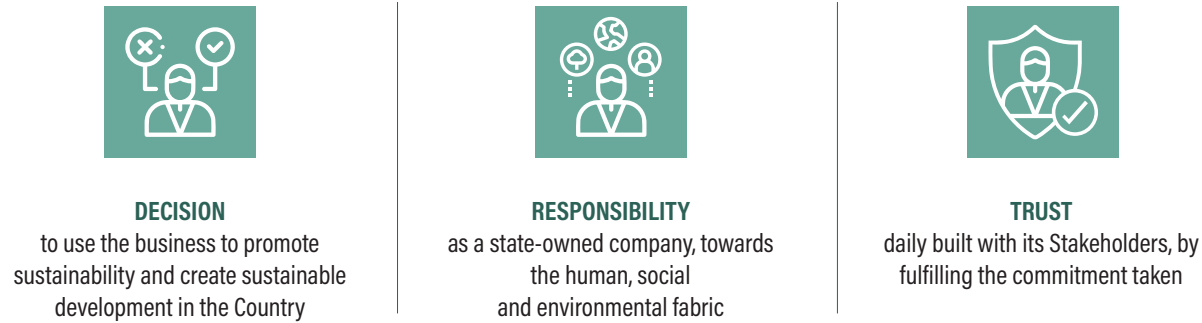 DECISION
to use the business to promote
sustainability and create sustainable
development in the Country
RESPONSIBILITY
as a state-owned company, towards
the human, social
and environmental fabric
TRUST
daily built with its Stakeholders, by
fulfilling the commitment taken